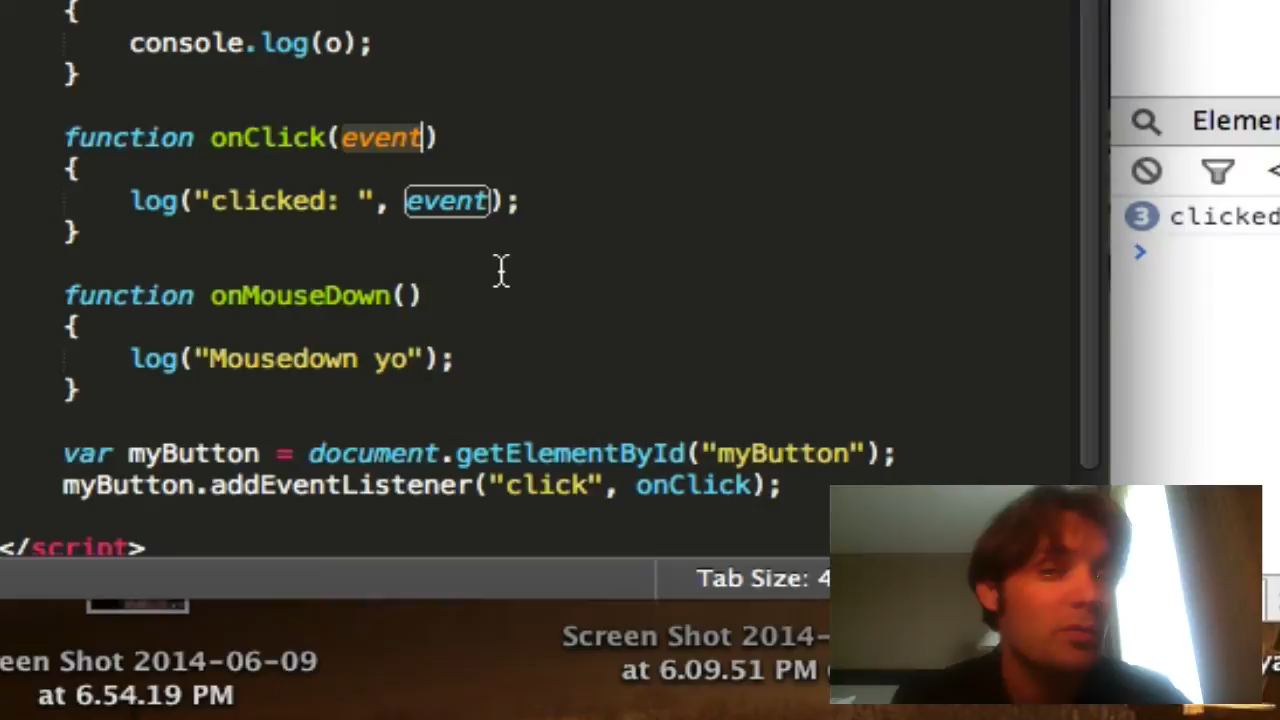 {
console.log(o);
}
function onClick(event)
{
log("clicked: ", event);
}
function onMouseDown()
{
log("Mousedown yo");
}
var myButton = document.getElementById("myButton");
myButton.addEventListener("click", onClick);
</script>
Tab Size: 4
Elemen
3 clicked
>
een Shot 2014-06-09
at 6.54.19 PM
Screen Shot 2014-
at 6.09.51 PM